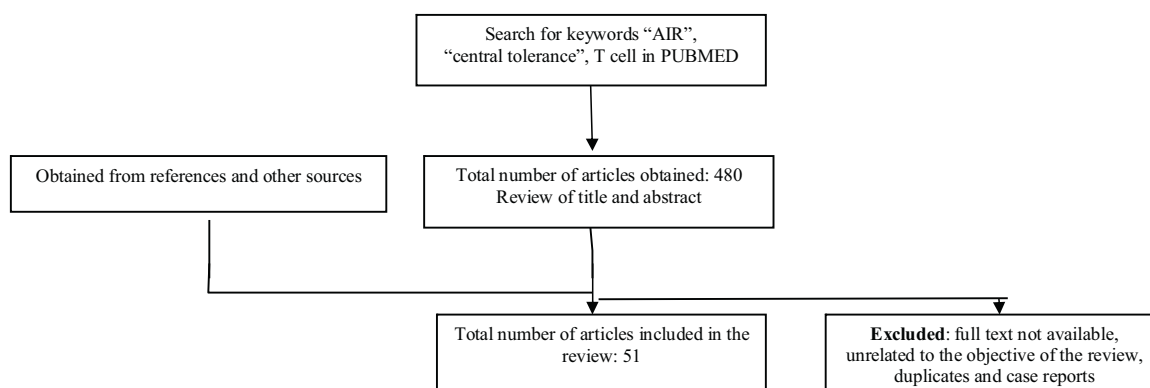 Search for keywords “AIR”,
“central tolerance”, T cell in PUBMED
Obtained from references and other sources
Total number of articles obtained: 480
Review of title and abstract
Total number of articles included in the
review: 51
Excluded: full text not available,
unrelated to the objective of the review,
duplicates and case reports